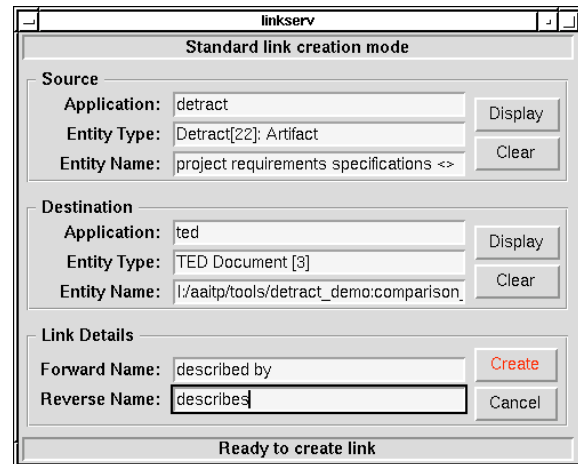 linkserv
Standard link creation mode
Source
Application: detract
Display
Entity Type: Detract[22]: Artifact
Clear
Entity Name: project requirements specifications <>
Destination
Application: ted
Display
Entity Type: TED Document [3]
Clear
Entity Name: l:/aaitp/tools/detract_demo:comparison_
Link Details
Forward Name: described by
Create
Reverse Name: describes
Cancel
Ready to create link